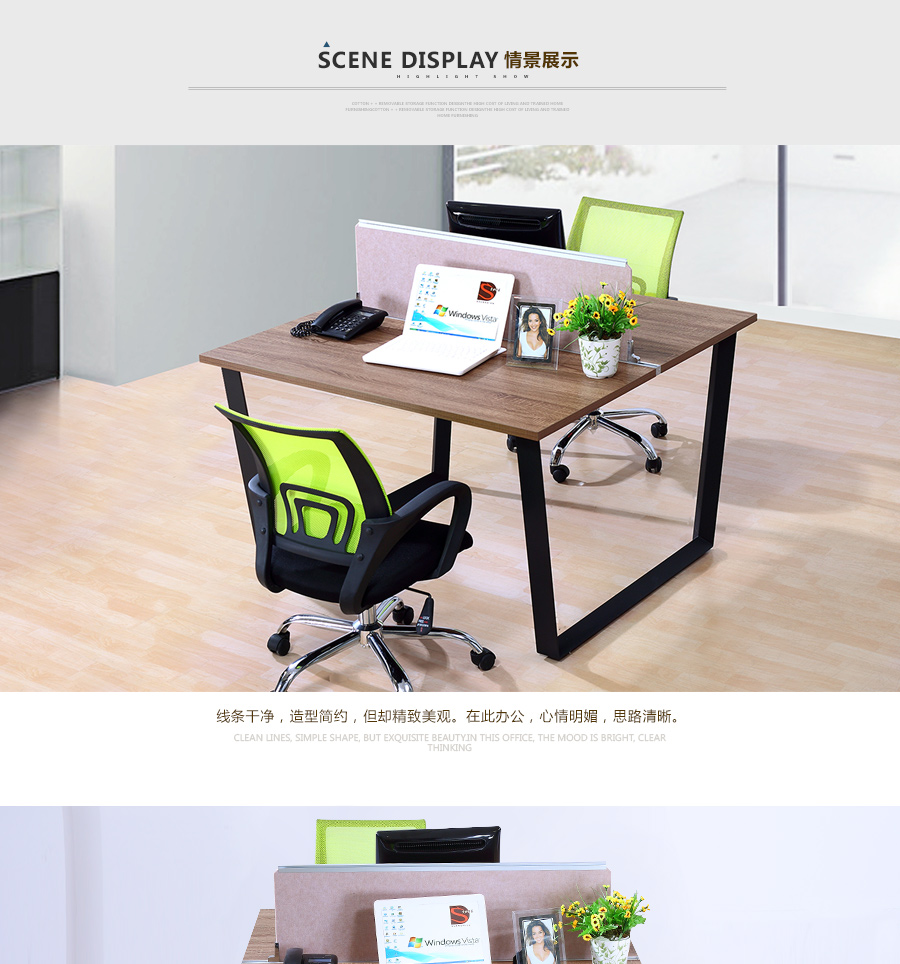 SCENE DISPLAY 情景展示
HIGHLIGHT SHOW
Windows Vista
线条干净，造型简约，但却精致美观。在此办公，心情明媚，思路清晰。
CLEAN LINES, SIMPLE SHAPE, BUT EXQUISITE BEAUTY.IN THIS OFFICE, THE MOOD IS BRIGHT, CLEAR
THINKING
Windows Vista